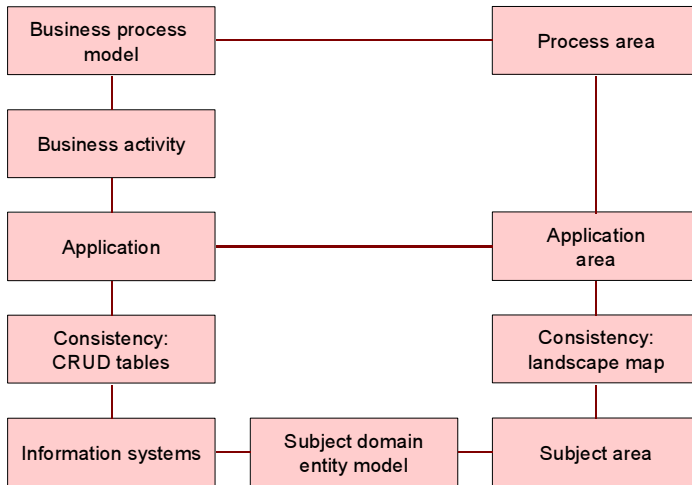 Business process
model
Process area
Business activity
Application
Application
area
Consistency:
CRUD tables
Consistency:
landscape map
Information systems
Subject domain
entity model
Subject area